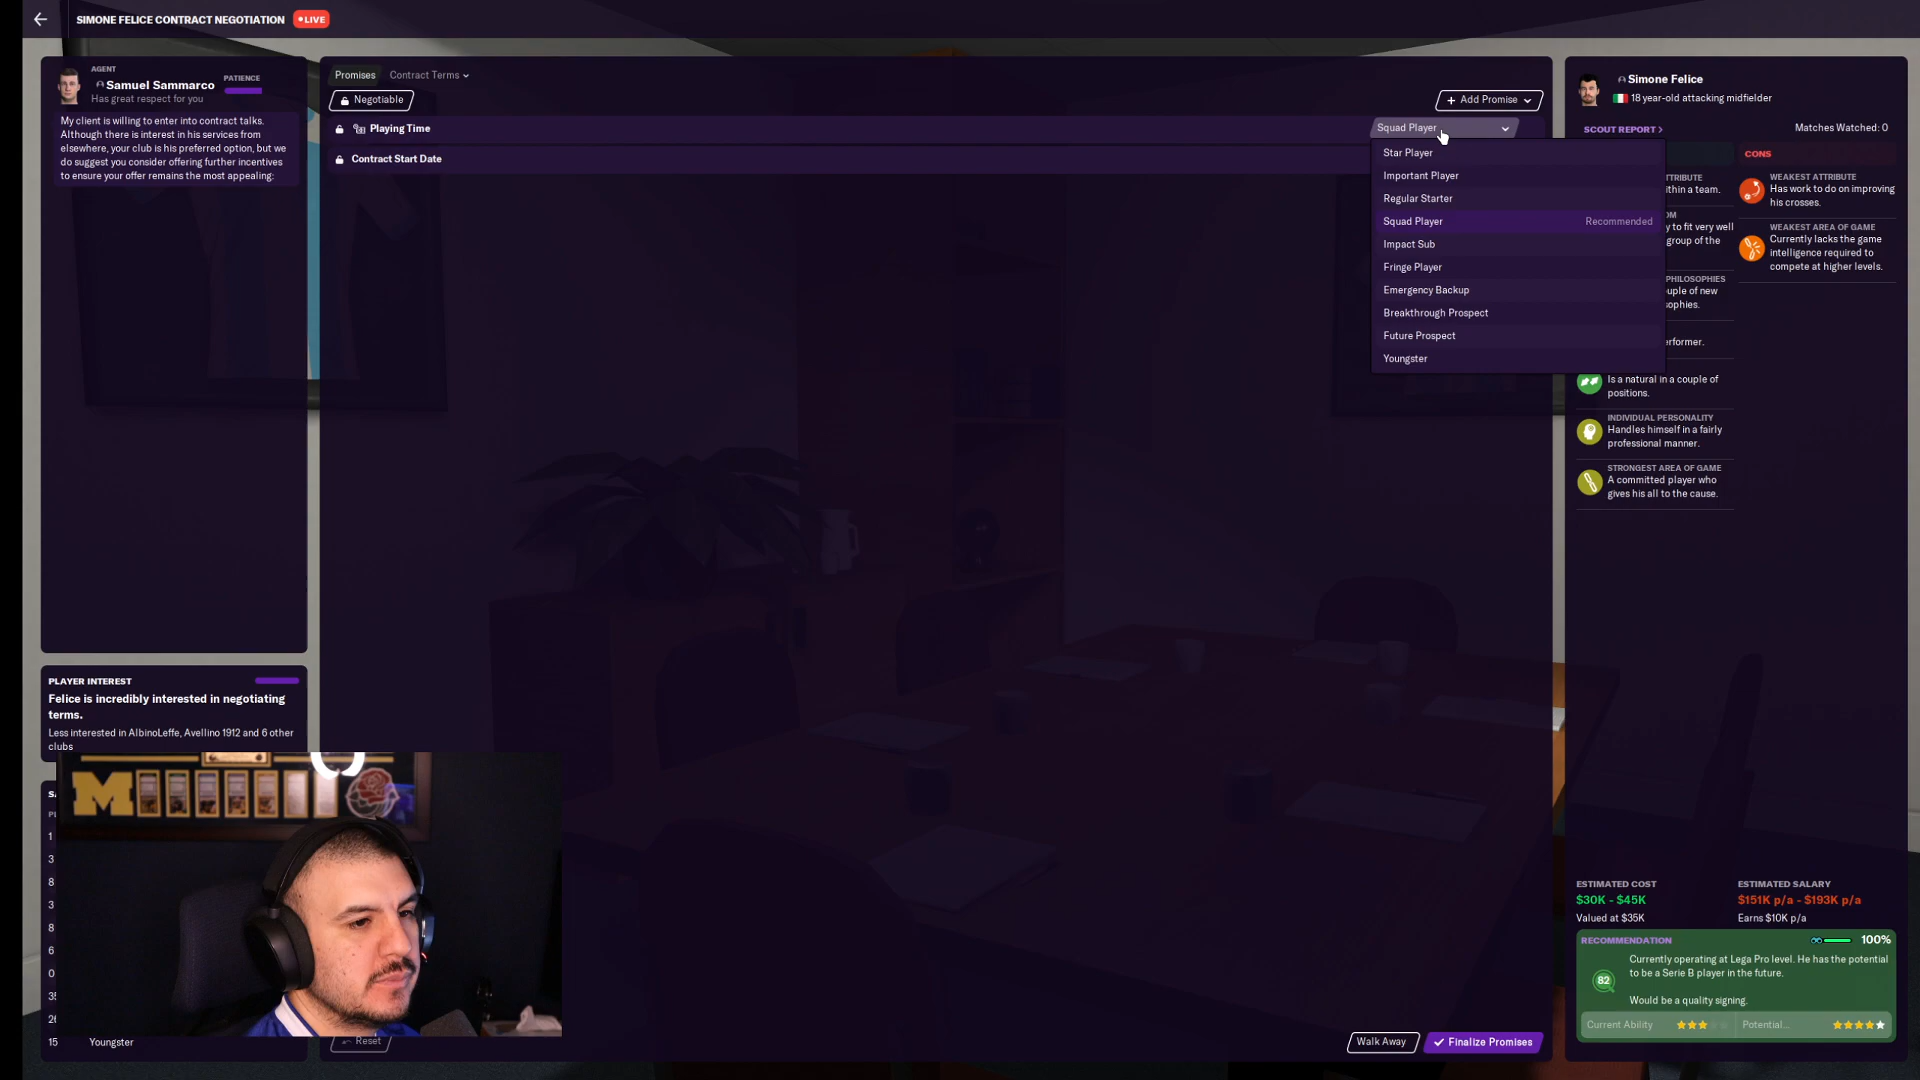 SIMONE FELICE CONTRACT NEGOTIATION
LIVE
AGENT
Samuel Sammarco
Has great respect for you
PATIENCE
My client is willing to enter into contract talks.
Although there is interest in his services from
elsewhere, your club is his preferred option, but we
do suggest you consider offering further incentives
to ensure your offer remains the most appealing:
Promises
Contract Terms
Negotiable
Add Promise
Playing Time
Squad Player
Contract Start Date
Star Player
Important Player
Regular Starter
Squad Player
Recommended
Impact Sub
Fringe Player
Emergency Backup
Breakthrough Prospect
Future Prospect
Youngster
Simone Felice
18 year-old attacking midfielder
SCOUT REPORT >
Matches Watched: 0
CONS
WEAKEST ATTRIBUTE
Has work to do on improving
his crosses.
WEAKEST AREA OF GAME
Currently lacks the game
intelligence required to
compete at higher levels.
Is a natural in a couple of
positions.
INDIVIDUAL PERSONALITY
Handles himself in a fairly
professional manner.
STRONGEST AREA OF GAME
A committed player who
gives his all to the cause.
PLAYER INTEREST
Felice is incredibly interested in negotiating
terms.
Less interested in AlbinoLeffe, Avellino 1912 and 6 other
clubs
M
1
3
8
3
8
6
0
15
Youngster
Reset
Walk Away
Finalize Promises
ESTIMATED COST
$30K - $45K
Valued at $35K
ESTIMATED SALARY
$151K p/a - $193K p/a
Earns $10K p/a
RECOMMENDATION
100%
82
Currently operating at Lega Pro level. He has the potential
to be a Serie B player in the future.
Would be a quality signing.
Current Ability
Potential...